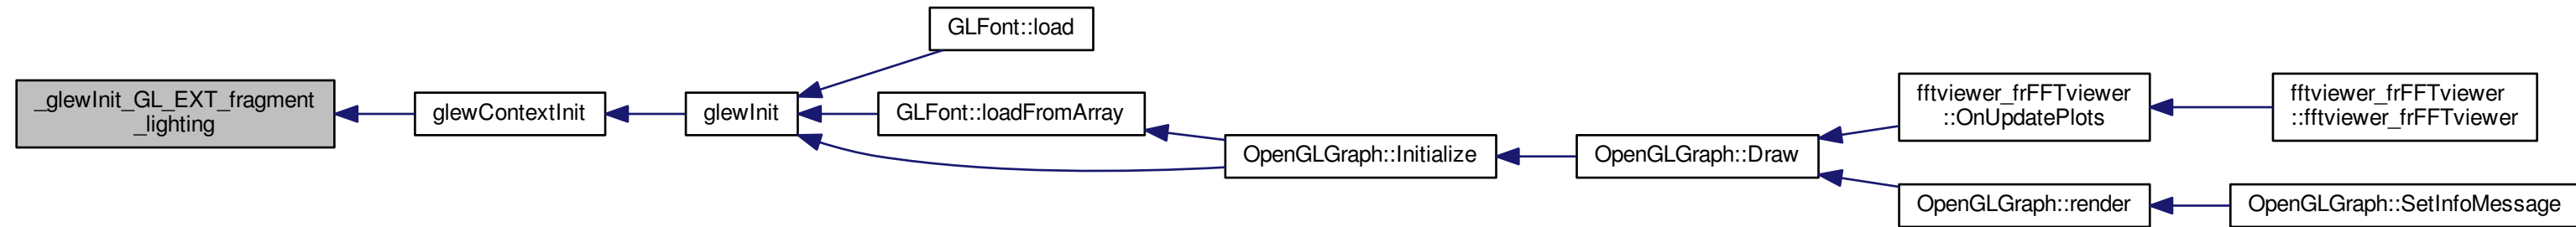 _glewInit_GL_EXT_fragment
_lighting
glewContextInit
glewInit
GLFont::load
GLFont::loadFromArray
OpenGLGraph::Initialize
OpenGLGraph::Draw
fftviewer_frFFTviewer
::OnUpdatePlots
fftviewer_frFFTviewer
::fftviewer_frFFTviewer
OpenGLGraph::render
OpenGLGraph::SetInfoMessage